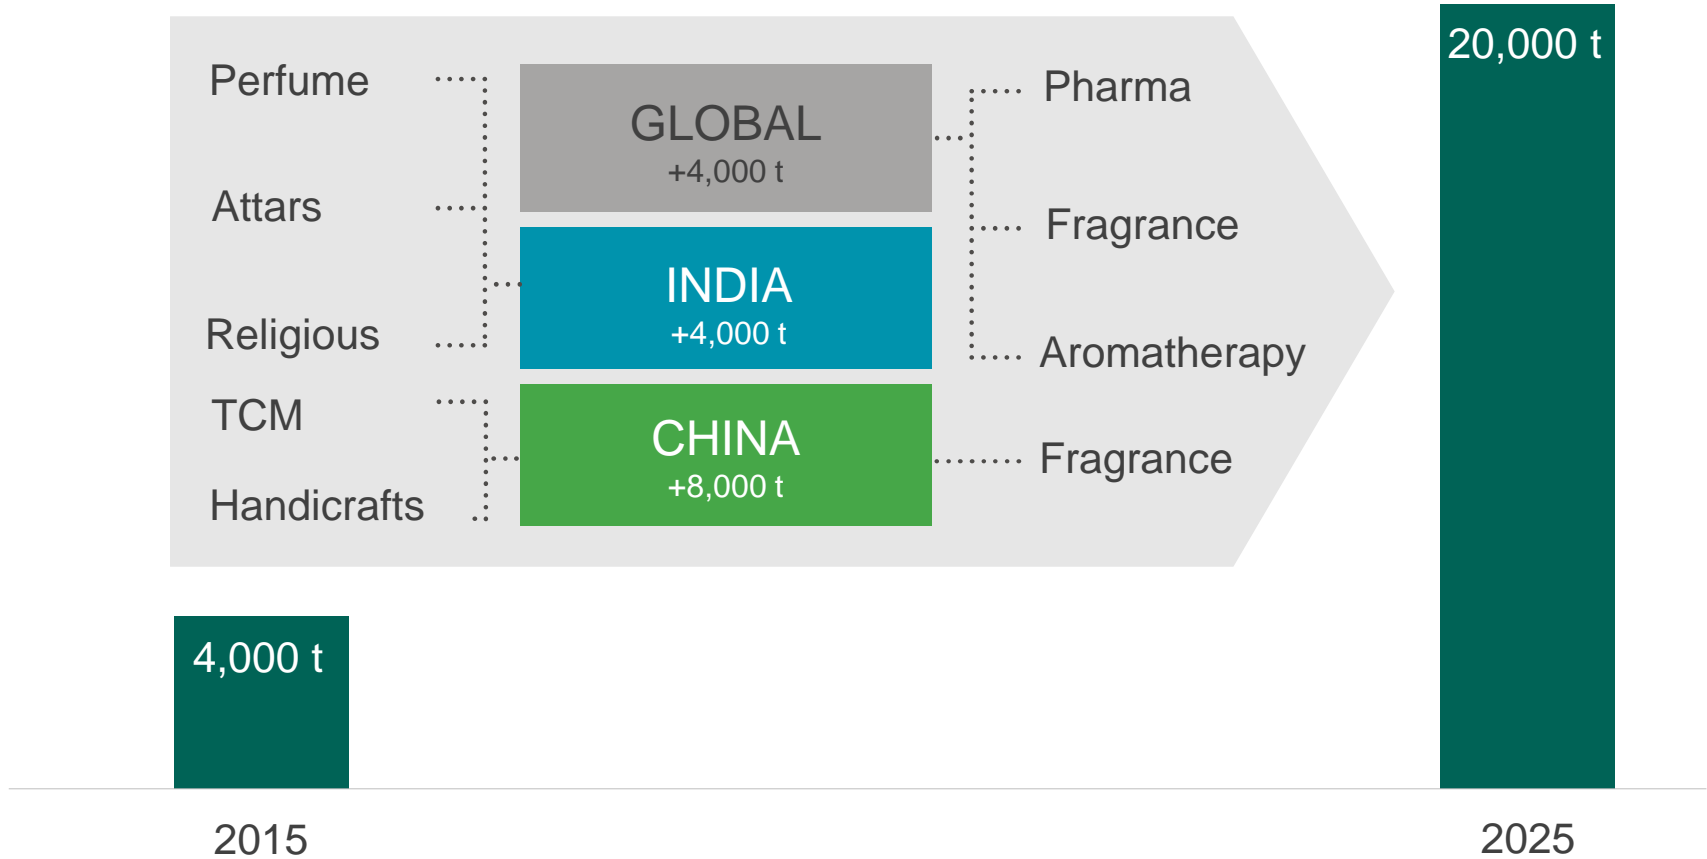 Perfume
Attars
Religious
TCM
Handicrafts
GLOBAL
+4,000 t
INDIA
+4,000 t
CHINA
+8,000 t
Pharma
Fragrance
Aromatherapy
Fragrance
4,000 t
20,000 t
2015
2025